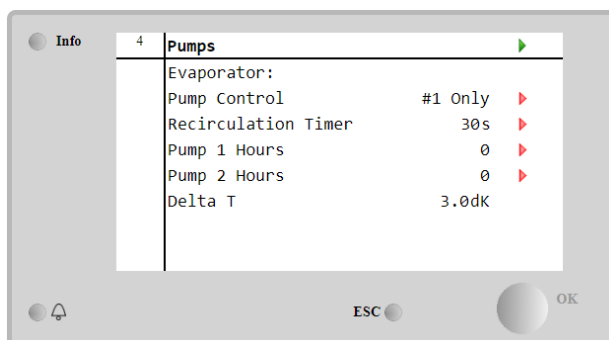 Info
4 Pumps
Evaporator:
Pump Control #1 Only
Recirculation Timer 30s
Pump 1 Hours 0
Pump 2 Hours 0
Delta T 3.0dK
ESC
OK